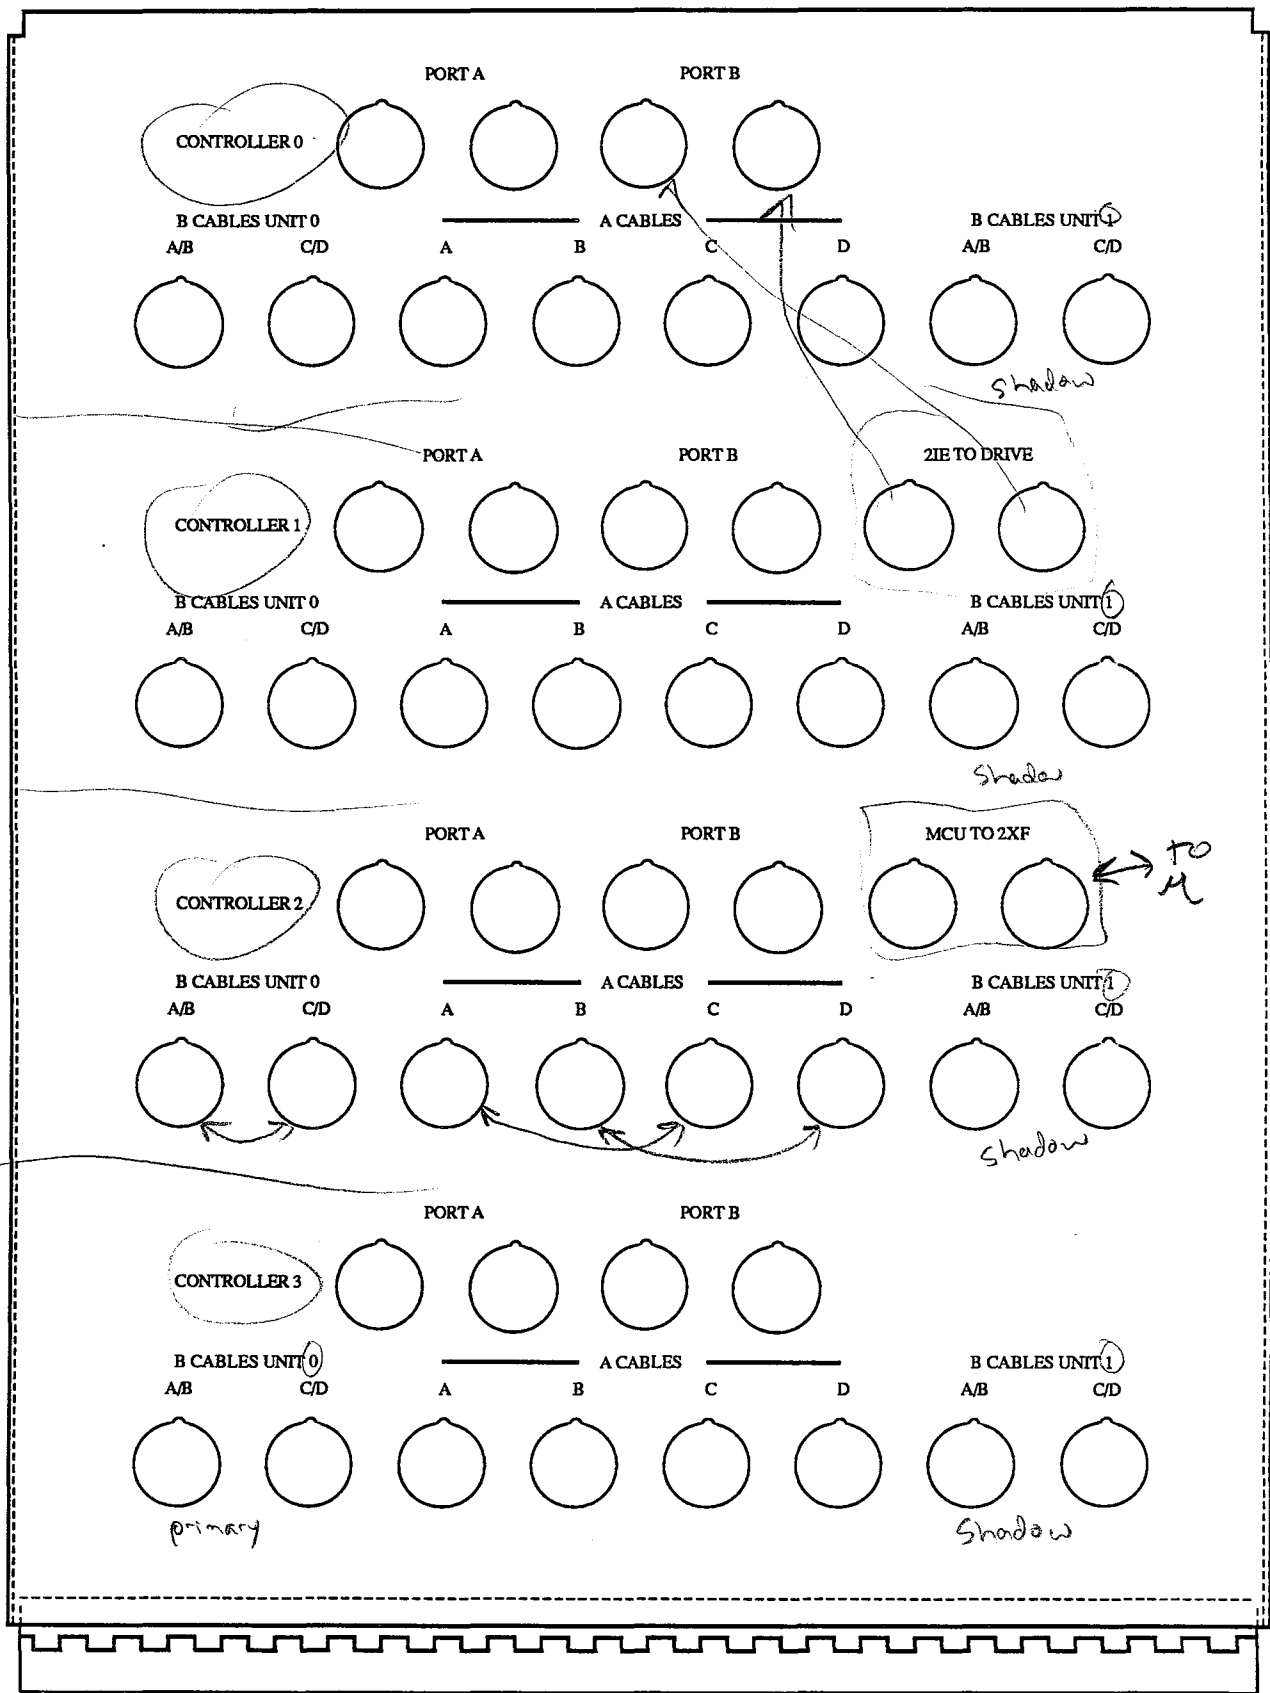 PORT A PORT B
CONTROLLER 0
B CABLES UNIT 0 A CABLES B CABLES UNIT 1
A/B C/D A B C D A/B C/D
shadow
PORT A PORT B 2IE TO DRIVE
CONTROLLER 1
B CABLES UNIT 0 A CABLES B CABLES UNIT 1
A/B C/D A B C D A/B C/D
Shadow
PORT A PORT B MCU TO 2XF
to
CONTROLLER 2
B CABLES UNIT 0 A CABLES B CABLES UNIT 1
A/B C/D A B C D A/B C/D
Shadow
PORT A PORT B
CONTROLLER 3
B CABLES UNIT 0 A CABLES B CABLES UNIT 1
A/B C/D A B C D A/B C/D
primary Shadow